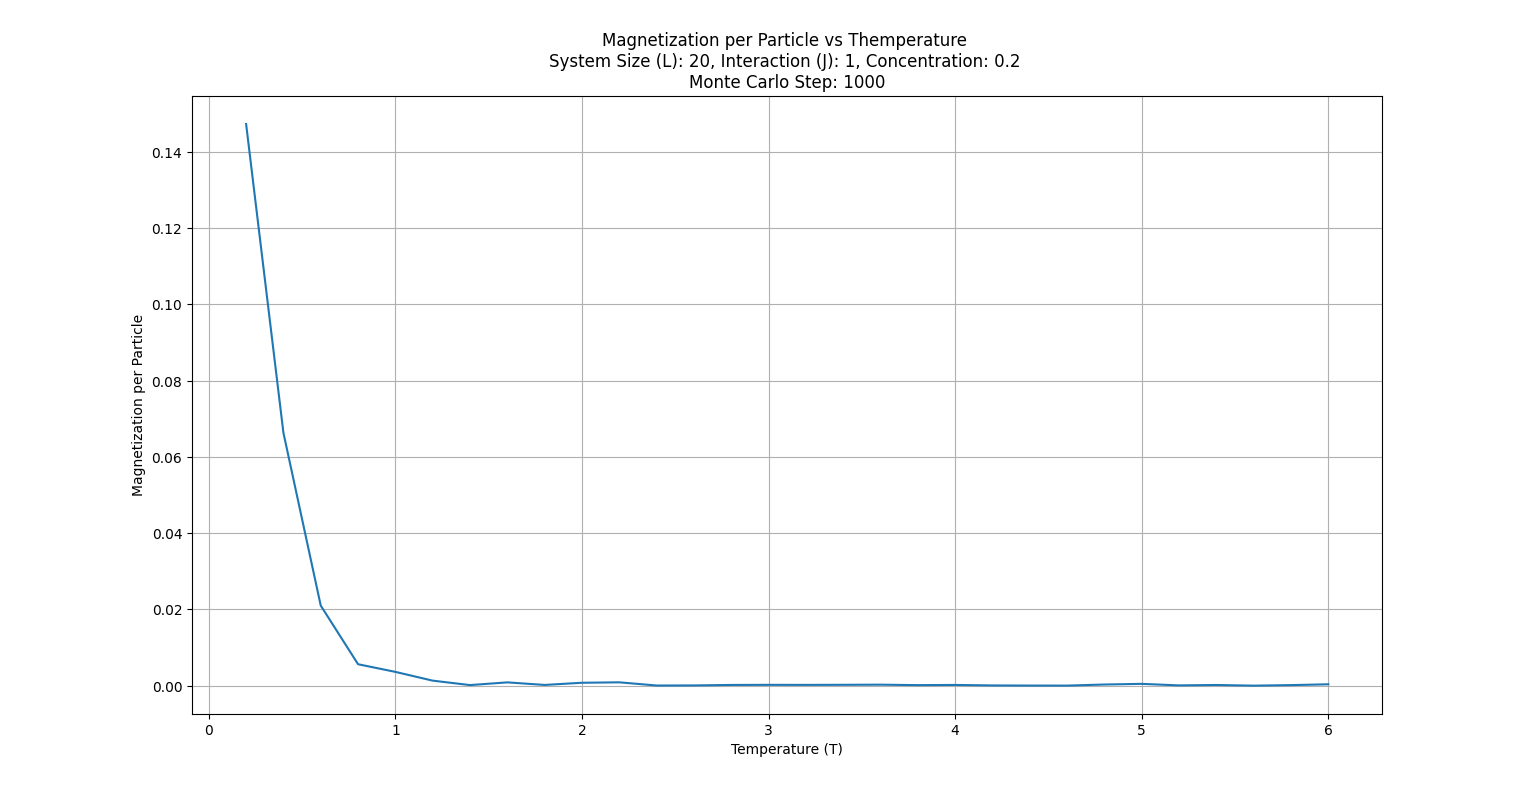 Magnetization per Particle vs Themperature
System Size (L): 20, Interaction (J): 1, Concentration: 0.2
Monte Carlo Step: 1000
Magnetization per Particle
0.14
0.12
0.10
0.08
0.06
0.04
0.02
0.00
0 1 2 3 4 5 6
Temperature (T)